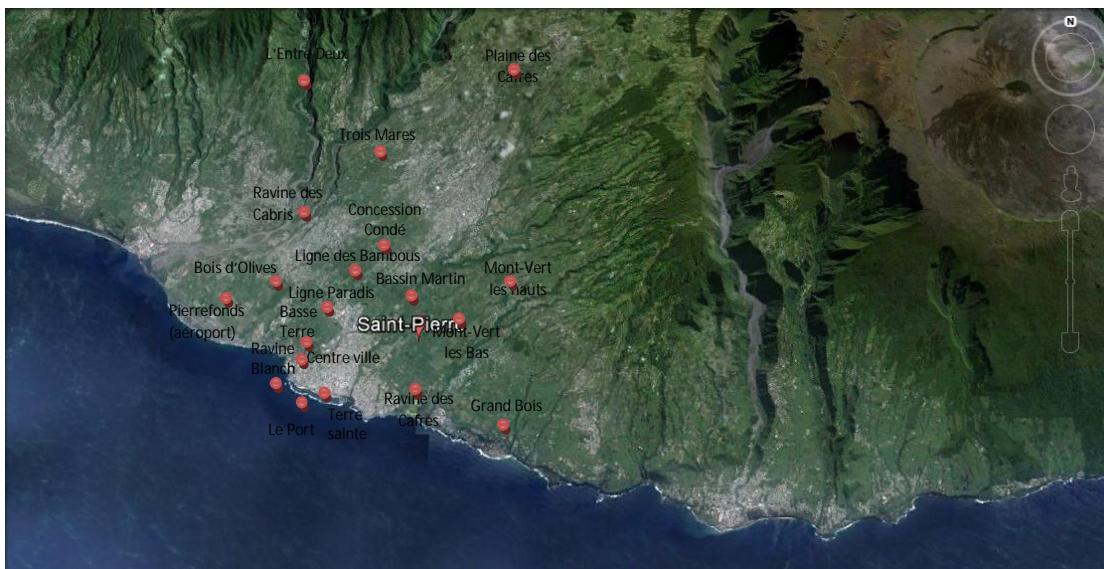 N
L'Entre Deux
Plaine des
Cafres
Trois Mares
Ravine des
Cabris
Concession
Condé
Ligne des Bambous
Bois d'Olives
Bassin Martin
Mont-Vert
les hauts
Ligne Paradis
Pierrefonds
(aéroport)
Basse
Terre
Saint-Pierre
Mont-Vert
les Bas
Ravine
Blanch
Centre ville
Ravine des
Cafres
Grand Bois
Le Port
Terre
sainte